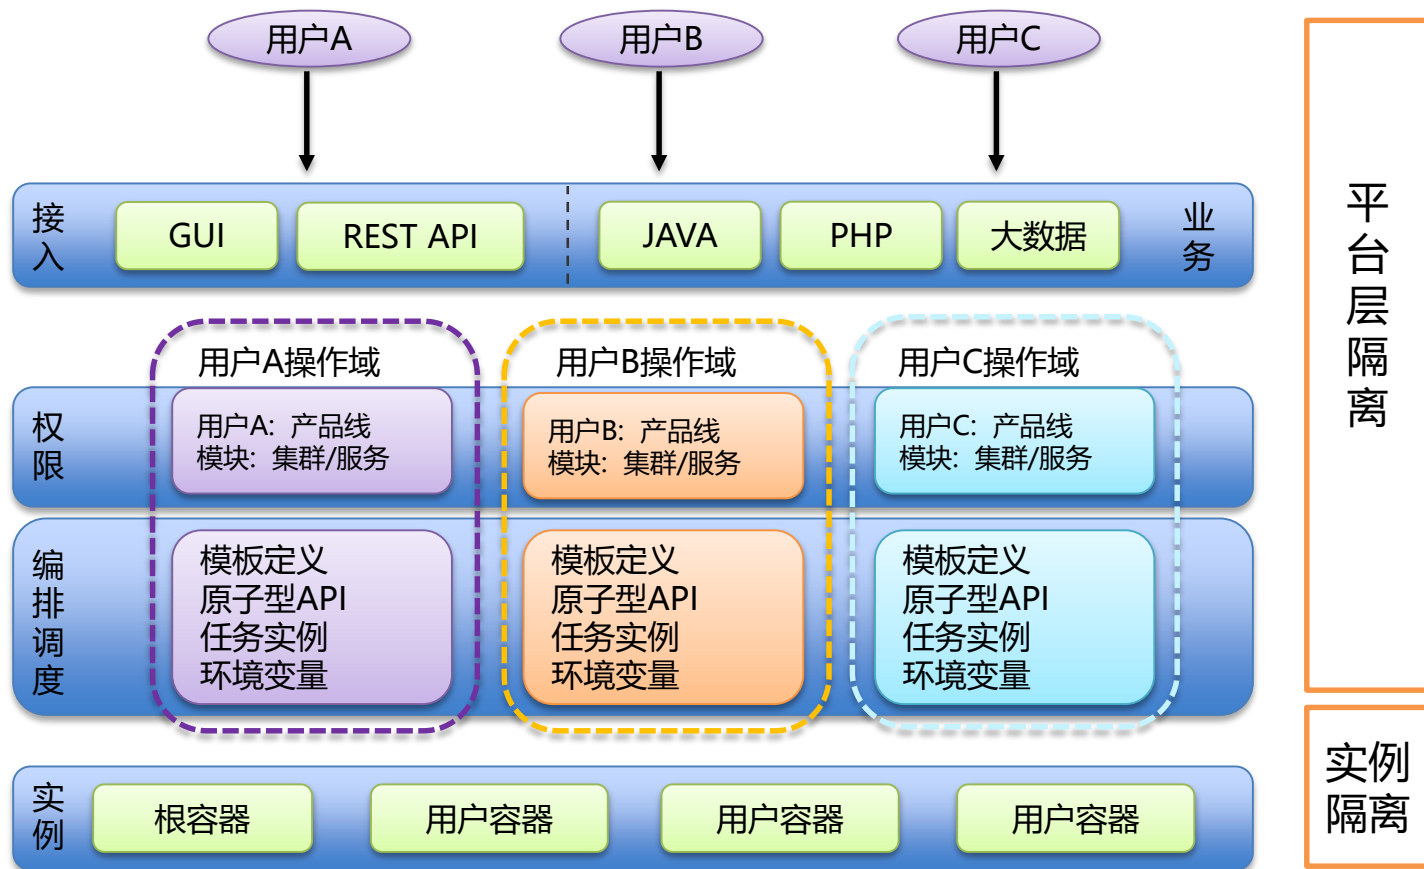 用户A
用户B
用户C
接入
GUI
REST API
JAVA
PHP
大数据
业务
用户A操作域
用户B操作域
用户C操作域
权限
用户A: 产品线
模块: 集群/服务
用户B: 产品线
模块: 集群/服务
用户C: 产品线
模块: 集群/服务
编排调度
模板定义
原子型API
任务实例
环境变量
模板定义
原子型API
任务实例
环境变量
模板定义
原子型API
任务实例
环境变量
实例
根容器
用户容器
用户容器
用户容器
平台层隔离
实例
隔离